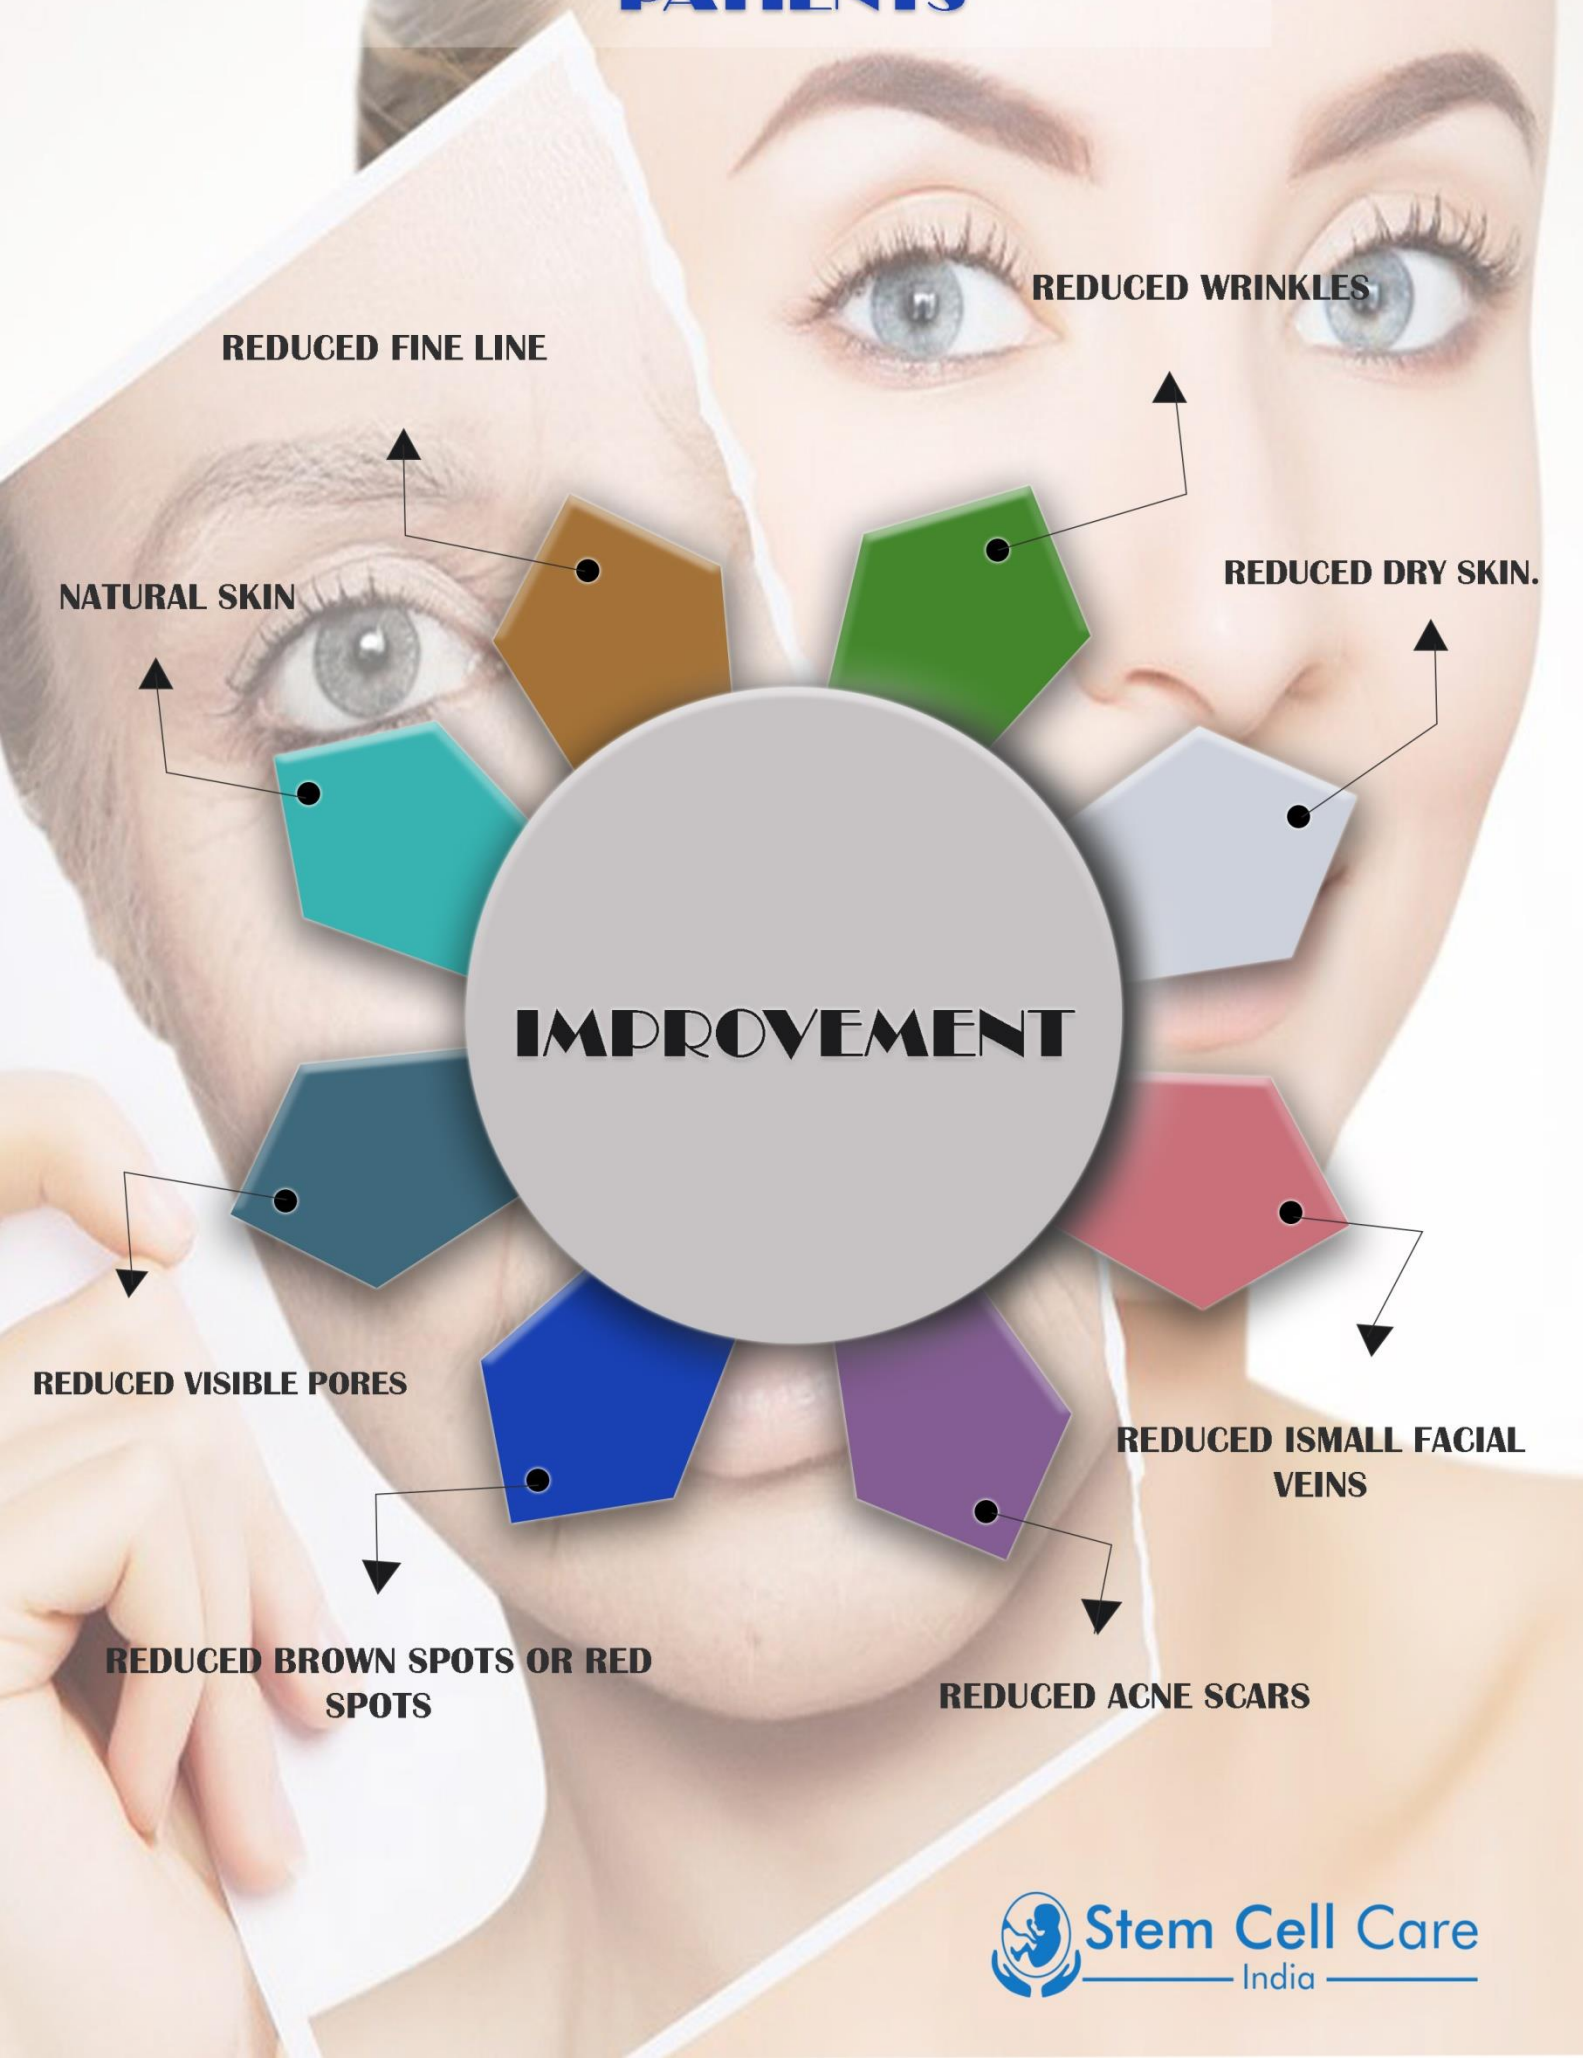 PATIENTS
REDUCED WRINKLES
REDUCED FINE LINE
REDUCED DRY SKIN.
NATURAL SKIN
IMPROVEMENT
REDUCED VISIBLE PORES
REDUCED ISMALL FACIAL
VEINS
REDUCED BROWN SPOTS OR RED
SPOTS
REDUCED ACNE SCARS
Stem Cell Care
India